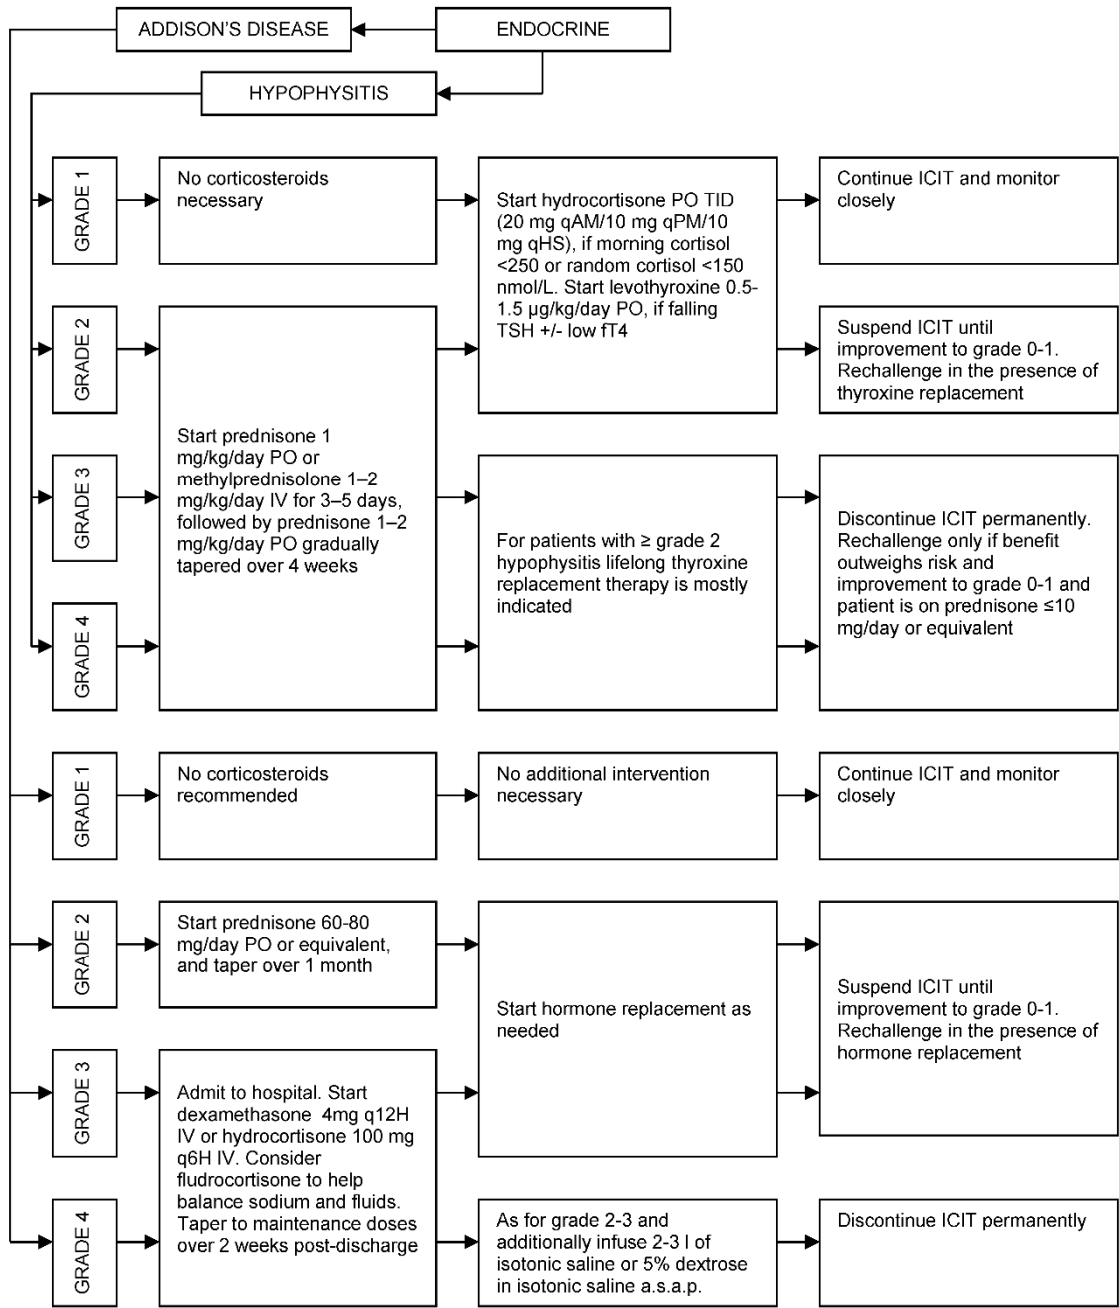 ADDISON'S DISEASE
ENDOCRINE
HYPOPHYSITIS
GRADE 1
No corticosteroids
necessary
Start hydrocortisone PO TID
(20 mg qAM/10 mg qPM/10
mg qHS), if morning cortisol
<250 or random cortisol <150
nmol/L. Start levothyroxine 0.5-
1.5 µg/kg/day PO, if falling
TSH +/- low fT4
Continue ICIT and monitor
closely
GRADE 2
Suspend ICIT until
improvement to grade 0-1.
Rechallenge in the presence of
thyroxine replacement
Start prednisone 1
mg/kg/day PO or
methylprednisolone 1–2
mg/kg/day IV for 3–5 days,
followed by prednisone 1–2
mg/kg/day PO gradually
tapered over 4 weeks
GRADE 3
For patients with ≥ grade 2
hypophysitis lifelong thyroxine
replacement therapy is mostly
indicated
Discontinue ICIT permanently.
Rechallenge only if benefit
outweighs risk and
improvement to grade 0-1 and
patient is on prednisone ≤10
mg/day or equivalent
GRADE 4
GRADE 1
No corticosteroids
recommended
No additional intervention
necessary
Continue ICIT and monitor
closely
GRADE 2
Start prednisone 60-80
mg/day PO or equivalent,
and taper over 1 month
Start hormone replacement as
needed
Suspend ICIT until
improvement to grade 0-1.
Rechallenge in the presence of
hormone replacement
GRADE 3
Admit to hospital. Start
dexamethasone  4mg q12H
IV or hydrocortisone 100 mg
q6H IV. Consider
fludrocortisone to help
balance sodium and fluids.
Taper to maintenance doses
over 2 weeks post-discharge
GRADE 4
As for grade 2-3 and
additionally infuse 2-3 l of
isotonic saline or 5% dextrose
in isotonic saline a.s.a.p.
Discontinue ICIT permanently